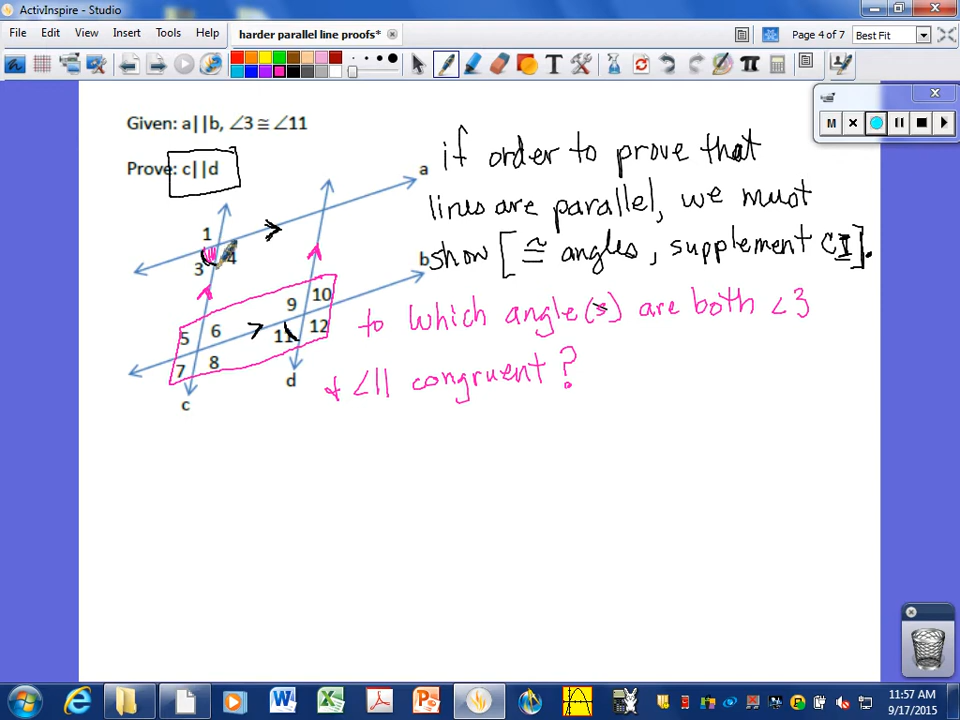 ActivInspire - Studio
File Edit View Insert Tools Help
harder parallel line proofs*
Page 4 of 7
Best Fit
T π
M
Given: a||b, ∠3≅∠11
Prove: c||d
if order to prove that
lines are parallel, we must
show [≅ angles, supplement CI].
to which angle(s) are both ∠3
& ∠11 congruent?
a
1
3 4
b
9 10
5 6
11 12
7 8
d
c
11:57 AM
9/17/2015